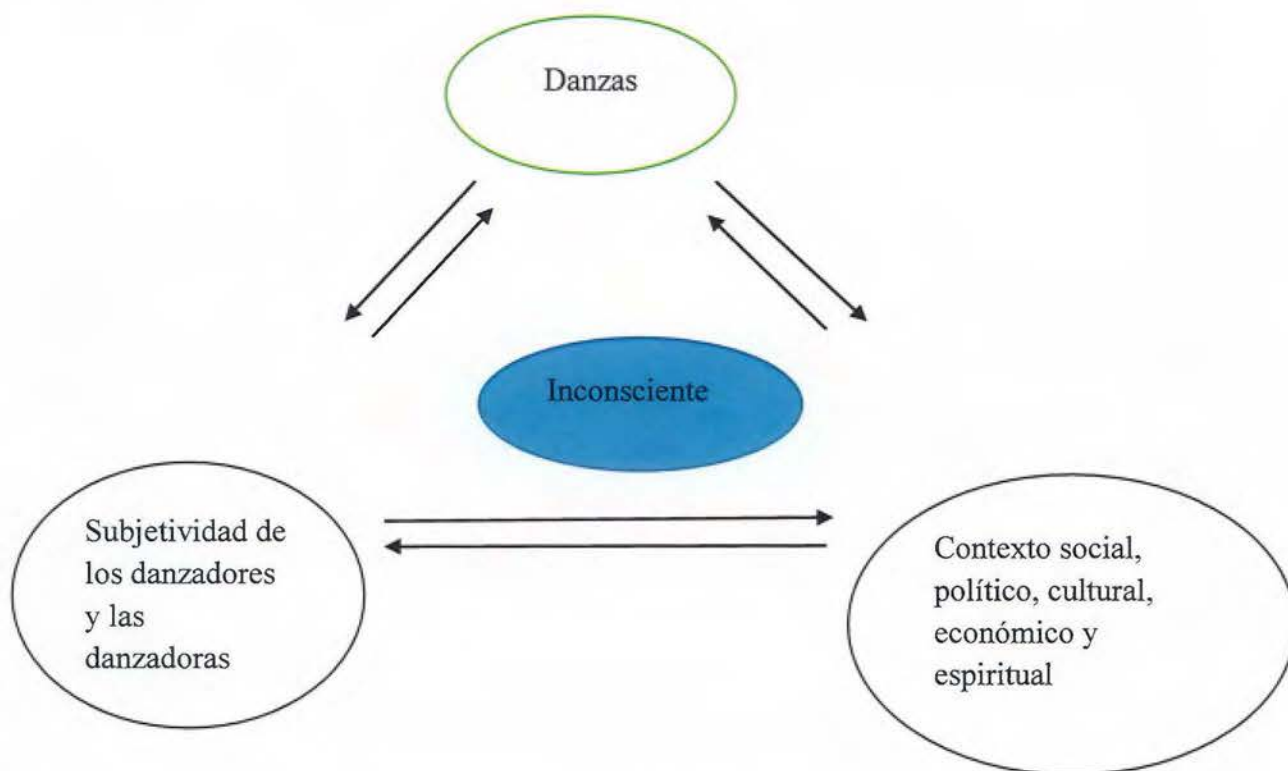 Danzas
Inconsciente
Subjetividad de
los danzadores
y las
danzadoras
Contexto social,
político, cultural,
económico y
espiritual